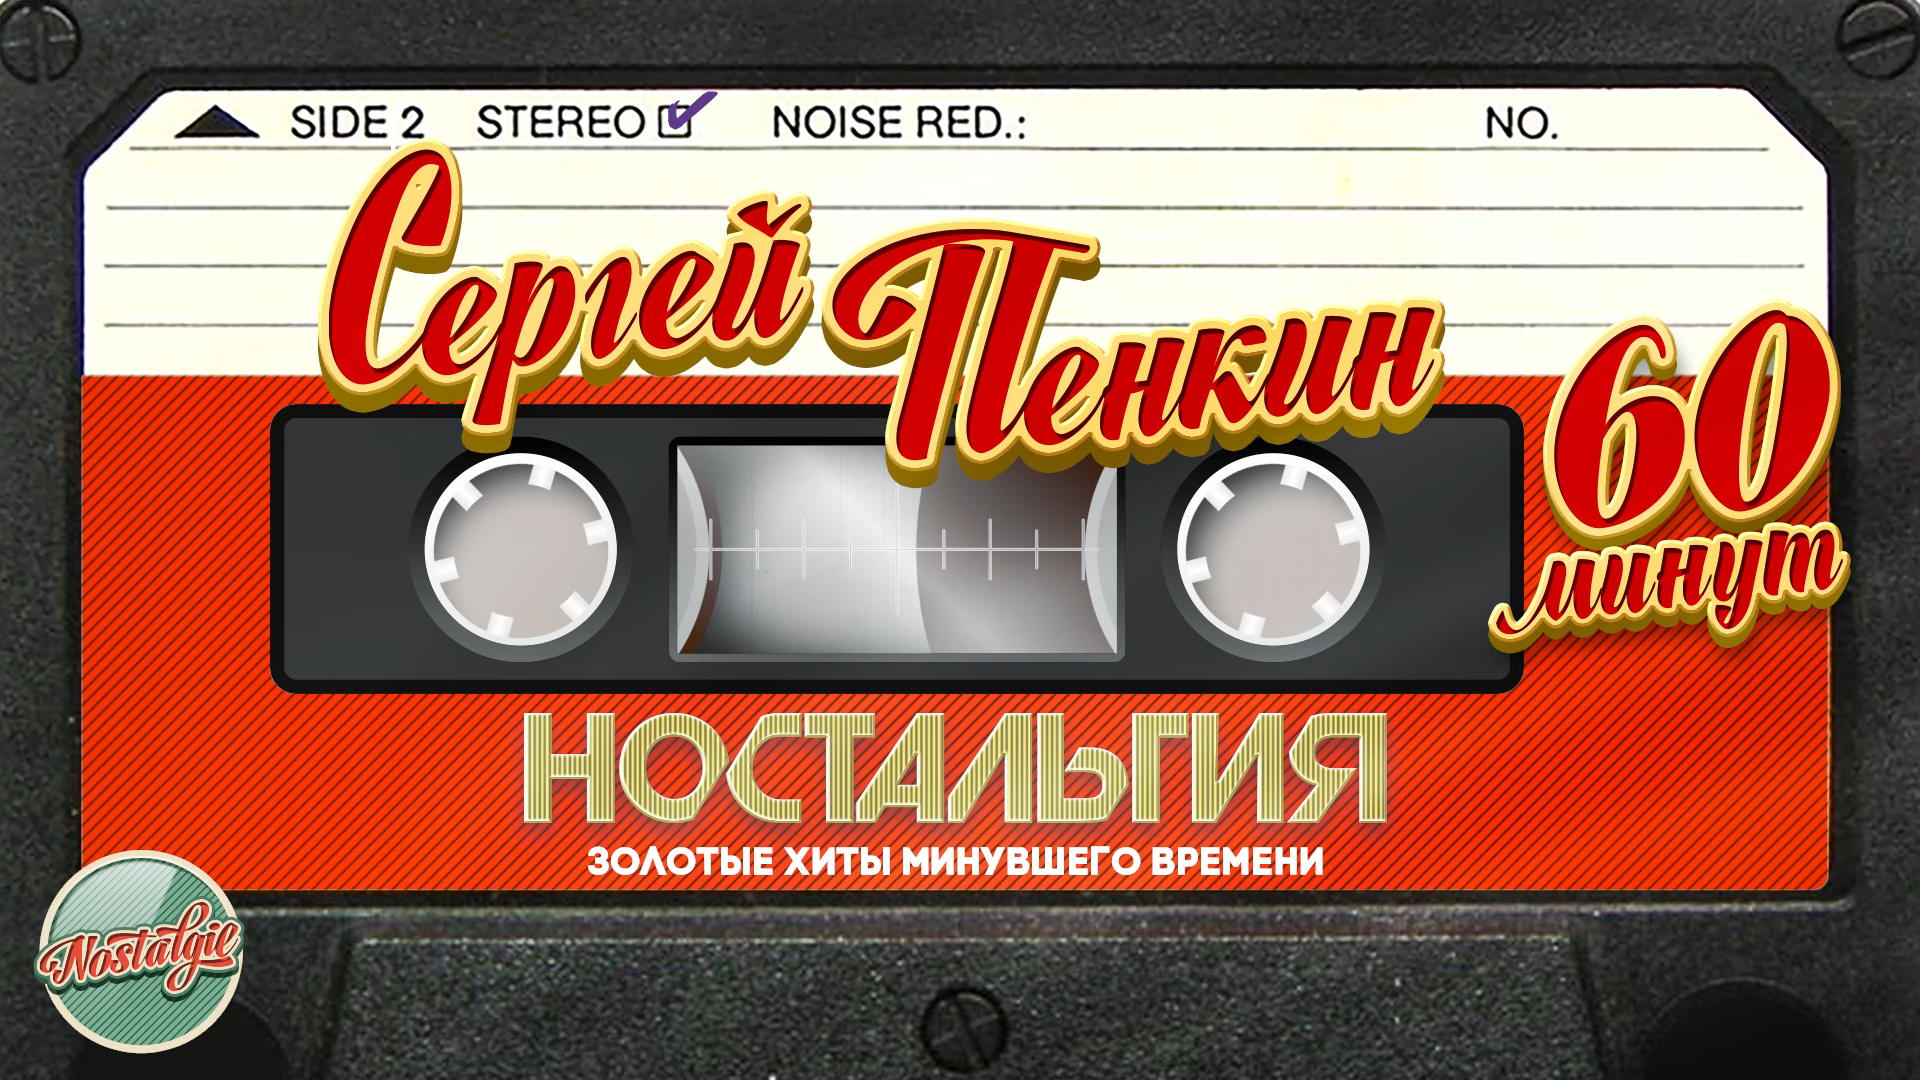 SIDE 2 STEREO NOISE RED.: NO.
Сергей Пенкин
60
минут
НОСТАЛЬГИЯ
ЗОЛОТЫЕ ХИТЫ МИНУВШЕГО ВРЕМЕНИ
Nostalgie